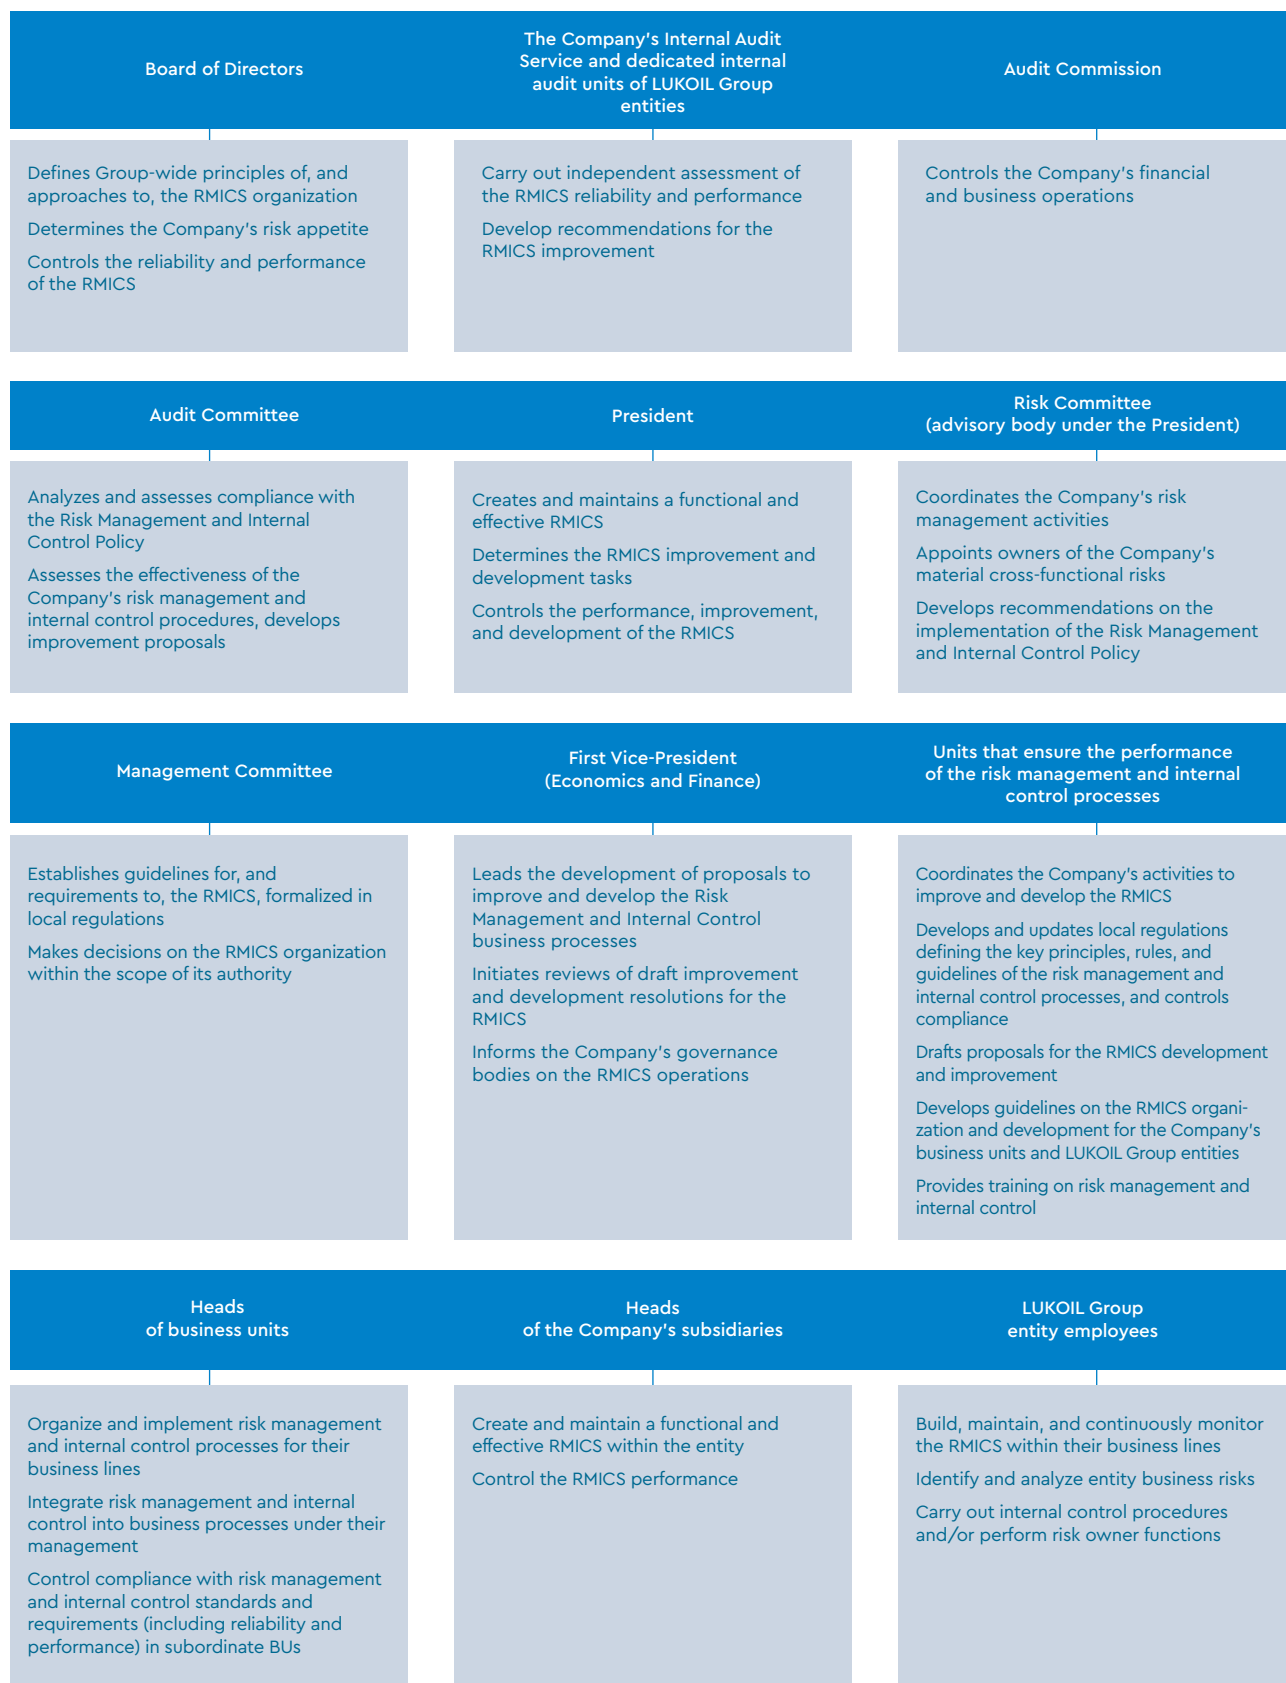 Board of Directors
The Company's Internal Audit
Service and dedicated internal
audit units of LUKOIL Group
entities
Audit Commission
Defines Group-wide principles of, and
approaches to, the RMICS organization
Determines the Company's risk appetite
Controls the reliability and performance
of the RMICS
Carry out independent assessment of
the RMICS reliability and performance
Develop recommendations for the
RMICS improvement
Controls the Company's financial
and business operations
Audit Committee
President
Risk Committee
(advisory body under the President)
Analyzes and assesses compliance with
the Risk Management and Internal
Control Policy
Assesses the effectiveness of the
Company's risk management and
internal control procedures, develops
improvement proposals
Creates and maintains a functional and
effective RMICS
Determines the RMICS improvement and
development tasks
Controls the performance, improvement,
and development of the RMICS
Coordinates the Company's risk
management activities
Appoints owners of the Company's
material cross-functional risks
Develops recommendations on the
implementation of the Risk Management
and Internal Control Policy
Management Committee
First Vice-President
(Economics and Finance)
Units that ensure the performance
of the risk management and internal
control processes
Establishes guidelines for, and
requirements to, the RMICS, formalized in
local regulations
Makes decisions on the RMICS organization
within the scope of its authority
Leads the development of proposals to
improve and develop the Risk
Management and Internal Control
business processes
Initiates reviews of draft improvement
and development resolutions for the
RMICS
Informs the Company's governance
bodies on the RMICS operations
Coordinates the Company's activities to
improve and develop the RMICS
Develops and updates local regulations
defining the key principles, rules, and
guidelines of the risk management and
internal control processes, and controls
compliance
Drafts proposals for the RMICS development
and improvement
Develops guidelines on the RMICS organi-
zation and development for the Company's
business units and LUKOIL Group entities
Provides training on risk management and
internal control
Heads
of business units
Heads
of the Company's subsidiaries
LUKOIL Group
entity employees
Organize and implement risk management
and internal control processes for their
business lines
Integrate risk management and internal
control into business processes under their
management
Control compliance with risk management
and internal control standards and
requirements (including reliability and
performance) in subordinate BUs
Create and maintain a functional and
effective RMICS within the entity
Control the RMICS performance
Build, maintain, and continuously monitor
the RMICS within their business lines
Identify and analyze entity business risks
Carry out internal control procedures
and/or perform risk owner functions